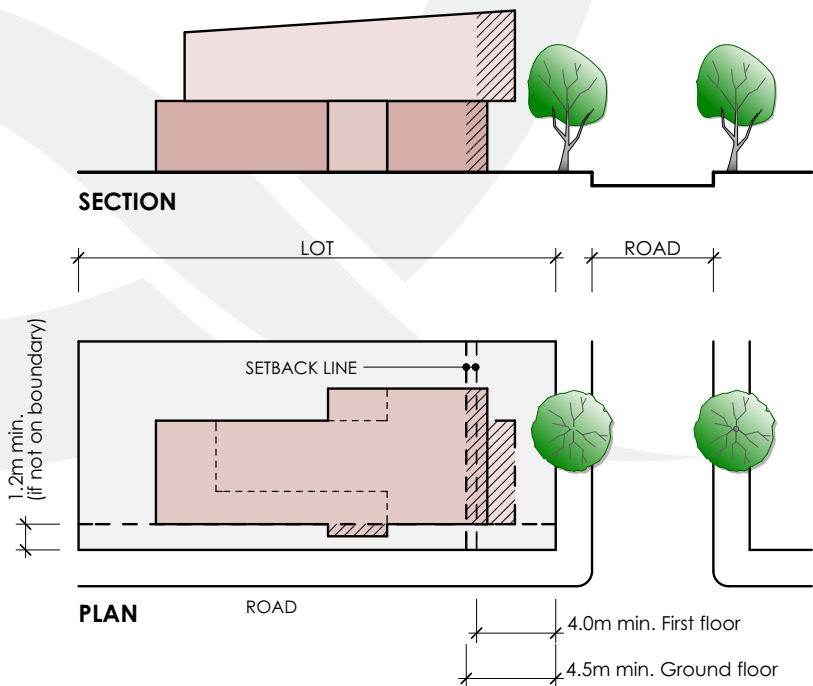 SECTION
LOT
ROAD
SETBACK LINE
1.2m min.
(if not on boundary)
PLAN
ROAD
4.0m min. First floor
4.5m min. Ground floor